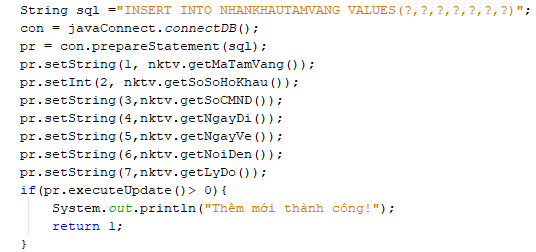 String sql ="INSERT INTO NHANKHAUTAMVANG VALUES(?,?,?,?,?,?,?)";
con = javaConnect.connectDB();
pr = con.prepareStatement(sql);
pr.setString(1, nktv.getMaTamVang());
pr.setInt(2, nktv.getSoSoHoKhau());
pr.setString(3,nktv.getSoCMND());
pr.setString(4,nktv.getNgayDi());
pr.setString(5,nktv.getNgayVe());
pr.setString(6,nktv.getNoiDen());
pr.setString(7,nktv.getLyDo());
if(pr.executeUpdate()> 0){
System.out.println("Thêm mới thành công!");
return 1;
}